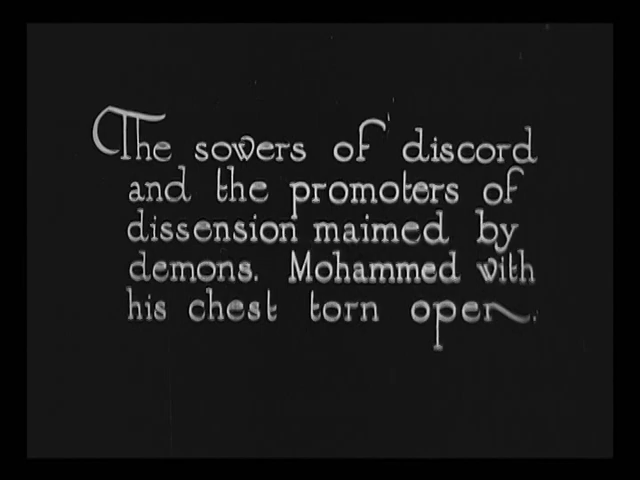 The sowers of discord
and the promoters of
dissension maimed by
demons. Mohammed with
his chest torn open.